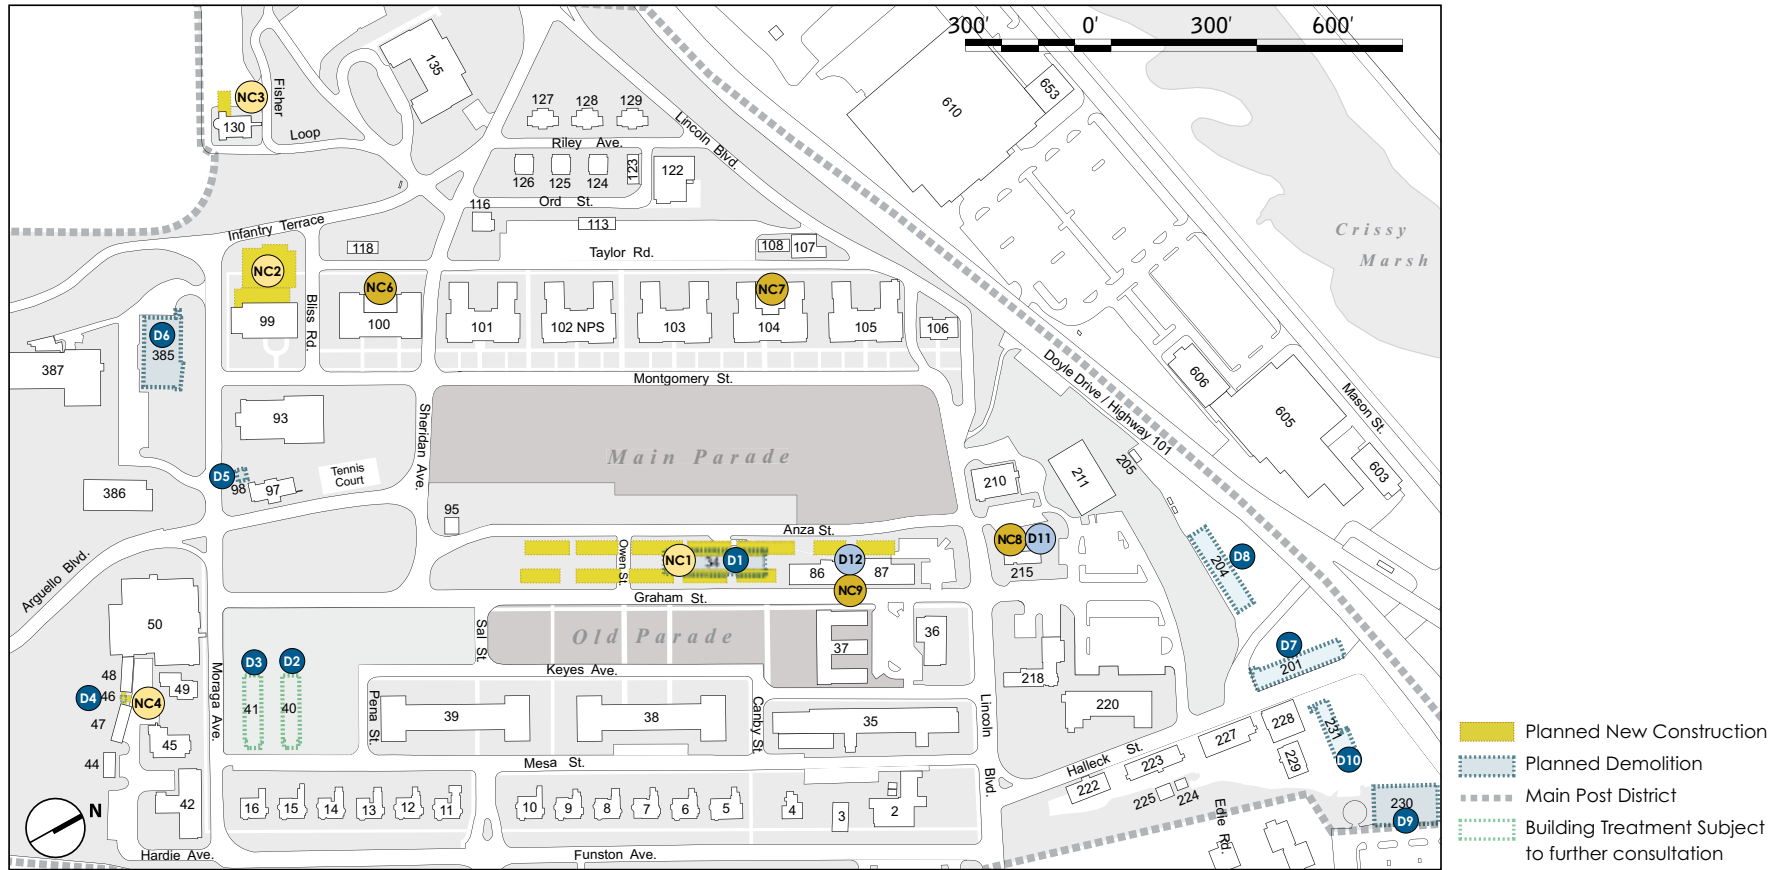 300' 0' 300' 600'
135
653
610
NC3
Fisher
130
Loop
127 128 129
Lincoln Blvd.
Riley Ave.
126 125 124 123 122
116
Ord St.
113
Infantry Terrace
118
Taylor Rd.
108 107
Crissy
Marsh
NC2
NC6
NC7
99
Bliss Rd.
100
101
102 NPS
103
104
105
106
D6
385
387
Montgomery St.
Doyle Drive / Highway 101
606
605
Mason St.
603
93
Sheridan Ave.
Main Parade
D5
98
97
Tennis
Court
386
95
210
211
205
Anza St.
Owen St.
NC1
34
D1
D12
86
87
NC9
NC8
D11
215
D8
204
Arguello Blvd.
Graham St.
50
Old Parade
Sal St.
37
36
D7
201
D3
D2
Keyes Ave.
48
D4
46
NC4
49
47
Moraga Ave.
41
40
Pena St.
39
38
Canby St.
35
Lincoln
218
220
228
231
227
D10
45
44
Mesa St.
Halleck St.
223
229
222
225
224
Blvd.
230
D9
42
16 15 14 13 12 11
10 9 8 7 6 5 4 3 2
Edie Rd.
N
Hardie Ave.
Funston Ave.
Planned New Construction
Planned Demolition
Main Post District
Building Treatment Subject
to further consultation